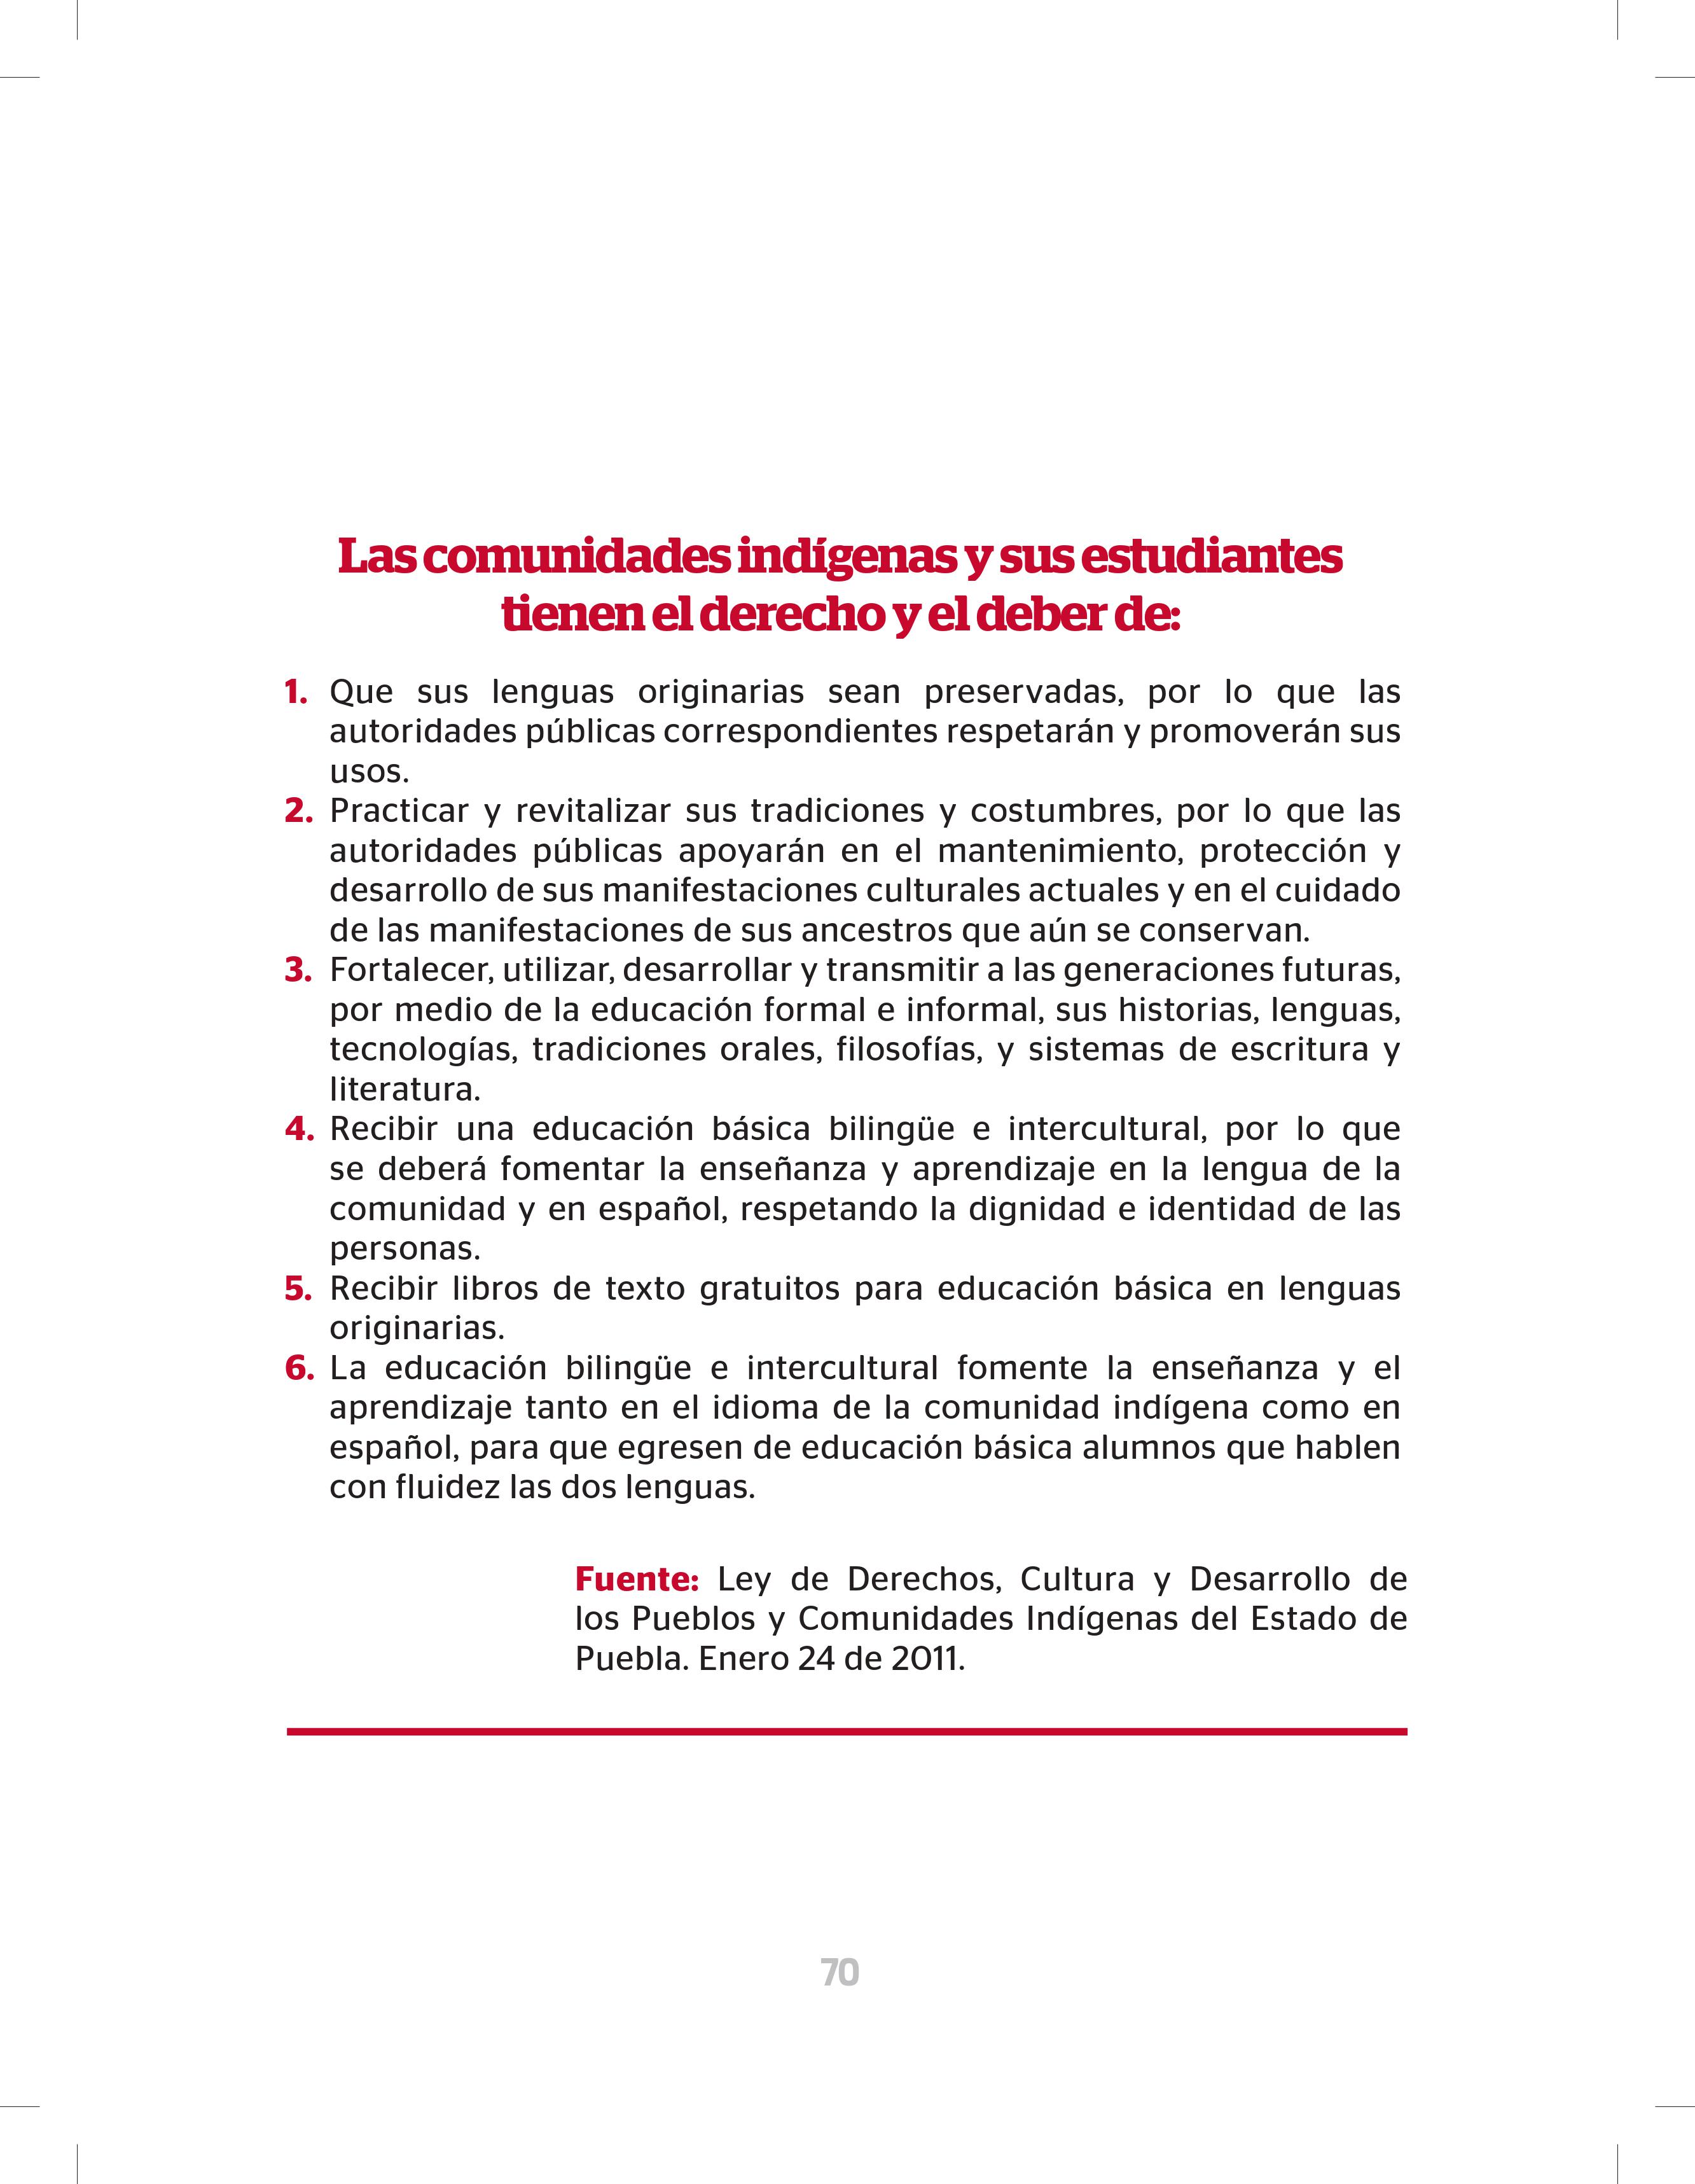 Las comunidades indígenas y sus estudiantes
tienen el derecho y el deber de:
1. Que sus lenguas originarias sean preservadas, por lo que las
autoridades públicas correspondientes respetarán y promoverán sus
usos.
2. Practicar y revitalizar sus tradiciones y costumbres, por lo que las
autoridades públicas apoyarán en el mantenimiento, protección y
desarrollo de sus manifestaciones culturales actuales y en el cuidado
de las manifestaciones de sus ancestros que aún se conservan.
3. Fortalecer, utilizar, desarrollar y transmitir a las generaciones futuras,
por medio de la educación formal e informal, sus historias, lenguas,
tecnologías, tradiciones orales, filosofías, y sistemas de escritura y
literatura.
4. Recibir una educación básica bilingüe e intercultural, por lo que
se deberá fomentar la enseñanza y aprendizaje en la lengua de la
comunidad y en español, respetando la dignidad e identidad de las
personas.
5. Recibir libros de texto gratuitos para educación básica en lenguas
originarias.
6. La educación bilingüe e intercultural fomente la enseñanza y el
aprendizaje tanto en el idioma de la comunidad indígena como en
español, para que egresen de educación básica alumnos que hablen
con fluidez las dos lenguas.
Fuente: Ley de Derechos, Cultura y Desarrollo de
los Pueblos y Comunidades Indígenas del Estado de
Puebla. Enero 24 de 2011.
70